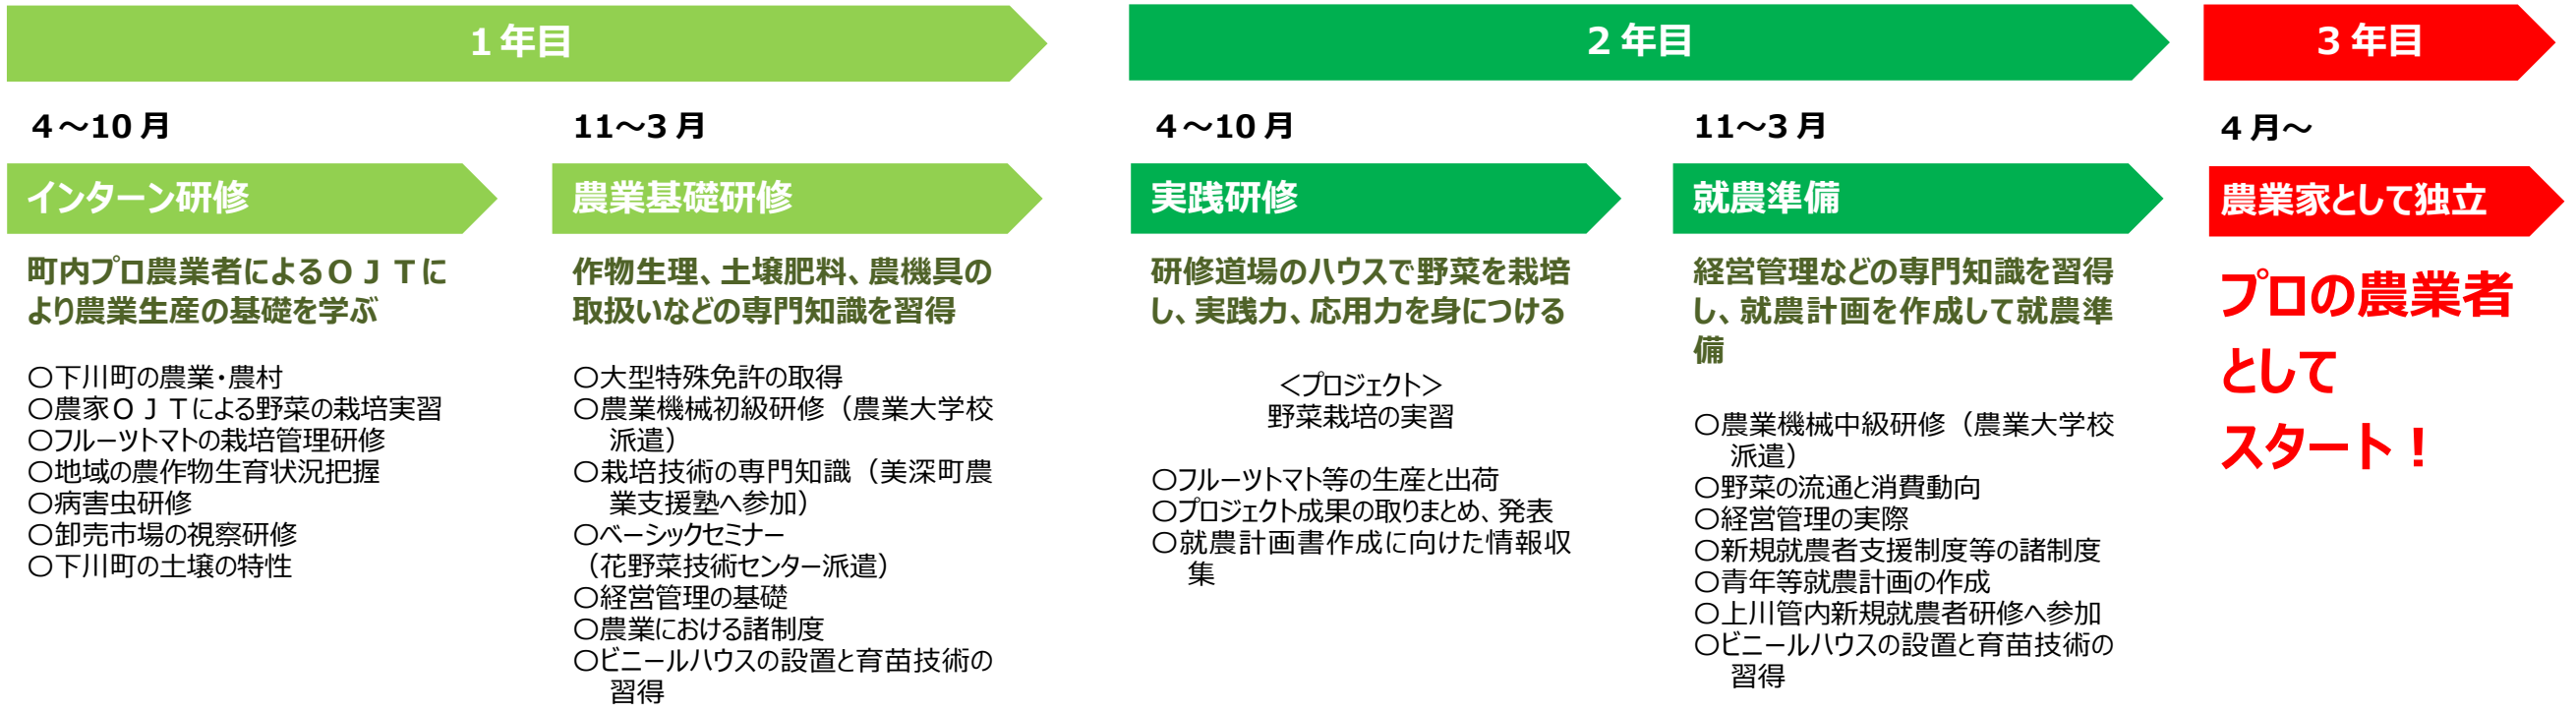 1年目
4～10月
インターン研修
町内プロ農業者によるＯＪＴに
より農業生産の基礎を学ぶ
○下川町の農業・農村
○農家ＯＪＴによる野菜の栽培実習
○フルーツトマトの栽培管理研修
○地域の農作物生育状況把握
○病害虫研修
○卸売市場の視察研修
○下川町の土壌の特性
11～3月
農業基礎研修
作物生理、土壌肥料、農機具の
取扱いなどの専門知識を習得
○大型特殊免許の取得
○農業機械初級研修（農業大学校
派遣）
○栽培技術の専門知識（美深町農
業支援塾へ参加）
○ベーシックセミナー
（花野菜技術センター派遣）
○経営管理の基礎
○農業における諸制度
○ビニールハウスの設置と育苗技術の
習得
2年目
4～10月
実践研修
研修道場のハウスで野菜を栽培
し、実践力、応用力を身につける
＜プロジェクト＞
野菜栽培の実習
○フルーツトマト等の生産と出荷
○プロジェクト成果の取りまとめ、発表
○就農計画書作成に向けた情報収
集
11～3月
就農準備
経営管理などの専門知識を習得
し、就農計画を作成して就農準
備
○農業機械中級研修（農業大学校
派遣）
○野菜の流通と消費動向
○経営管理の実際
○新規就農者支援制度等の諸制度
○青年等就農計画の作成
○上川管内新規就農者研修へ参加
○ビニールハウスの設置と育苗技術の
習得
3年目
4月～
農業家として独立
プロの農業者
として
スタート！